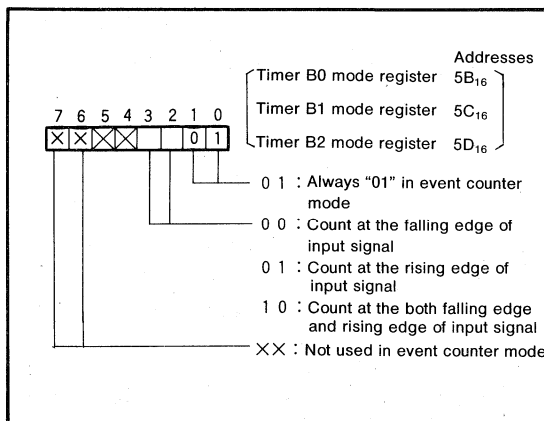 Addresses
Timer B0 mode register 5B₁₆
Timer B1 mode register 5C₁₆
Timer B2 mode register 5D₁₆
7 6 5 4 3 2 1 0
× × 0 1
0 1 : Always “01” in event counter
mode
0 0 : Count at the falling edge of
input signal
0 1 : Count at the rising edge of
input signal
1 0 : Count at the both falling edge
and rising edge of input signal
×× : Not used in event counter mode